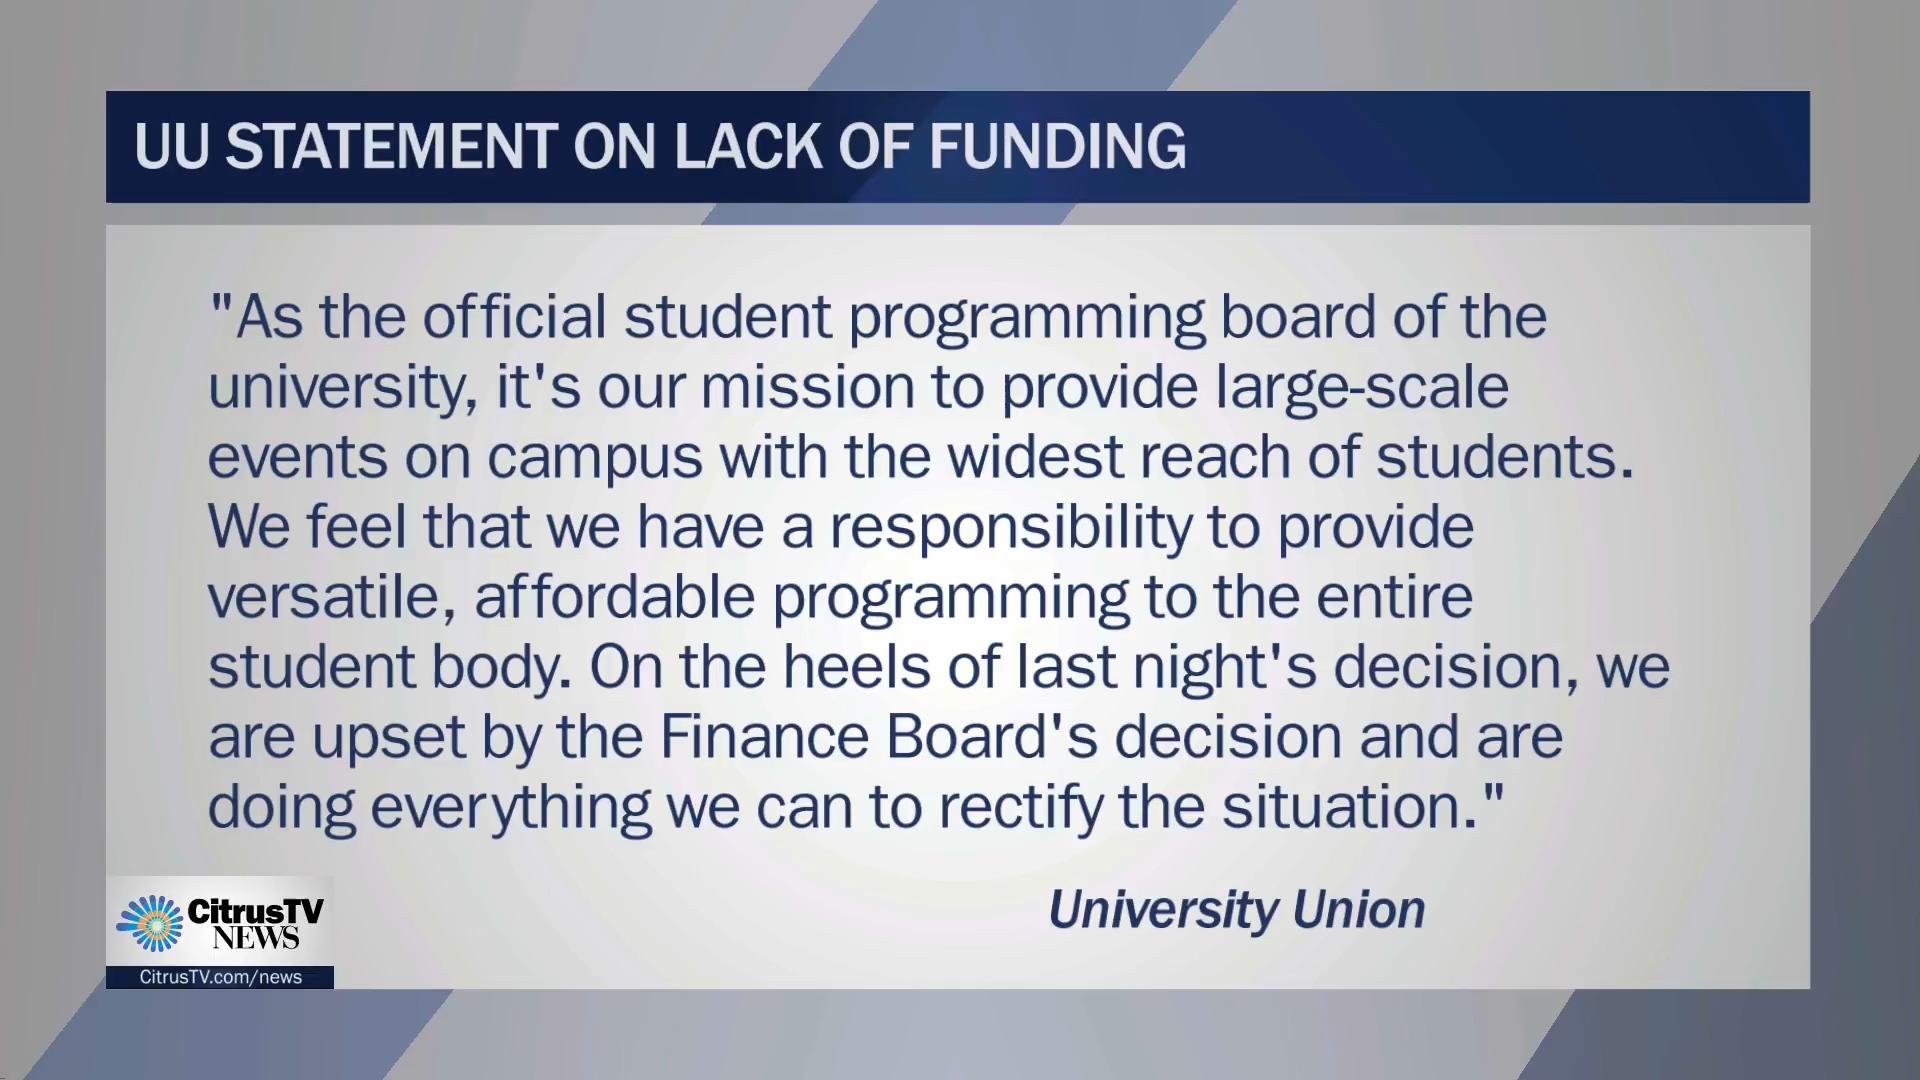 UU STATEMENT ON LACK OF FUNDING
"As the official student programming board of the
university, it's our mission to provide large-scale
events on campus with the widest reach of students.
We feel that we have a responsibility to provide
versatile, affordable programming to the entire
student body. On the heels of last night's decision, we
are upset by the Finance Board's decision and are
doing everything we can to rectify the situation."
University Union
CitrusTV
NEWS
CitrusTV.com/news